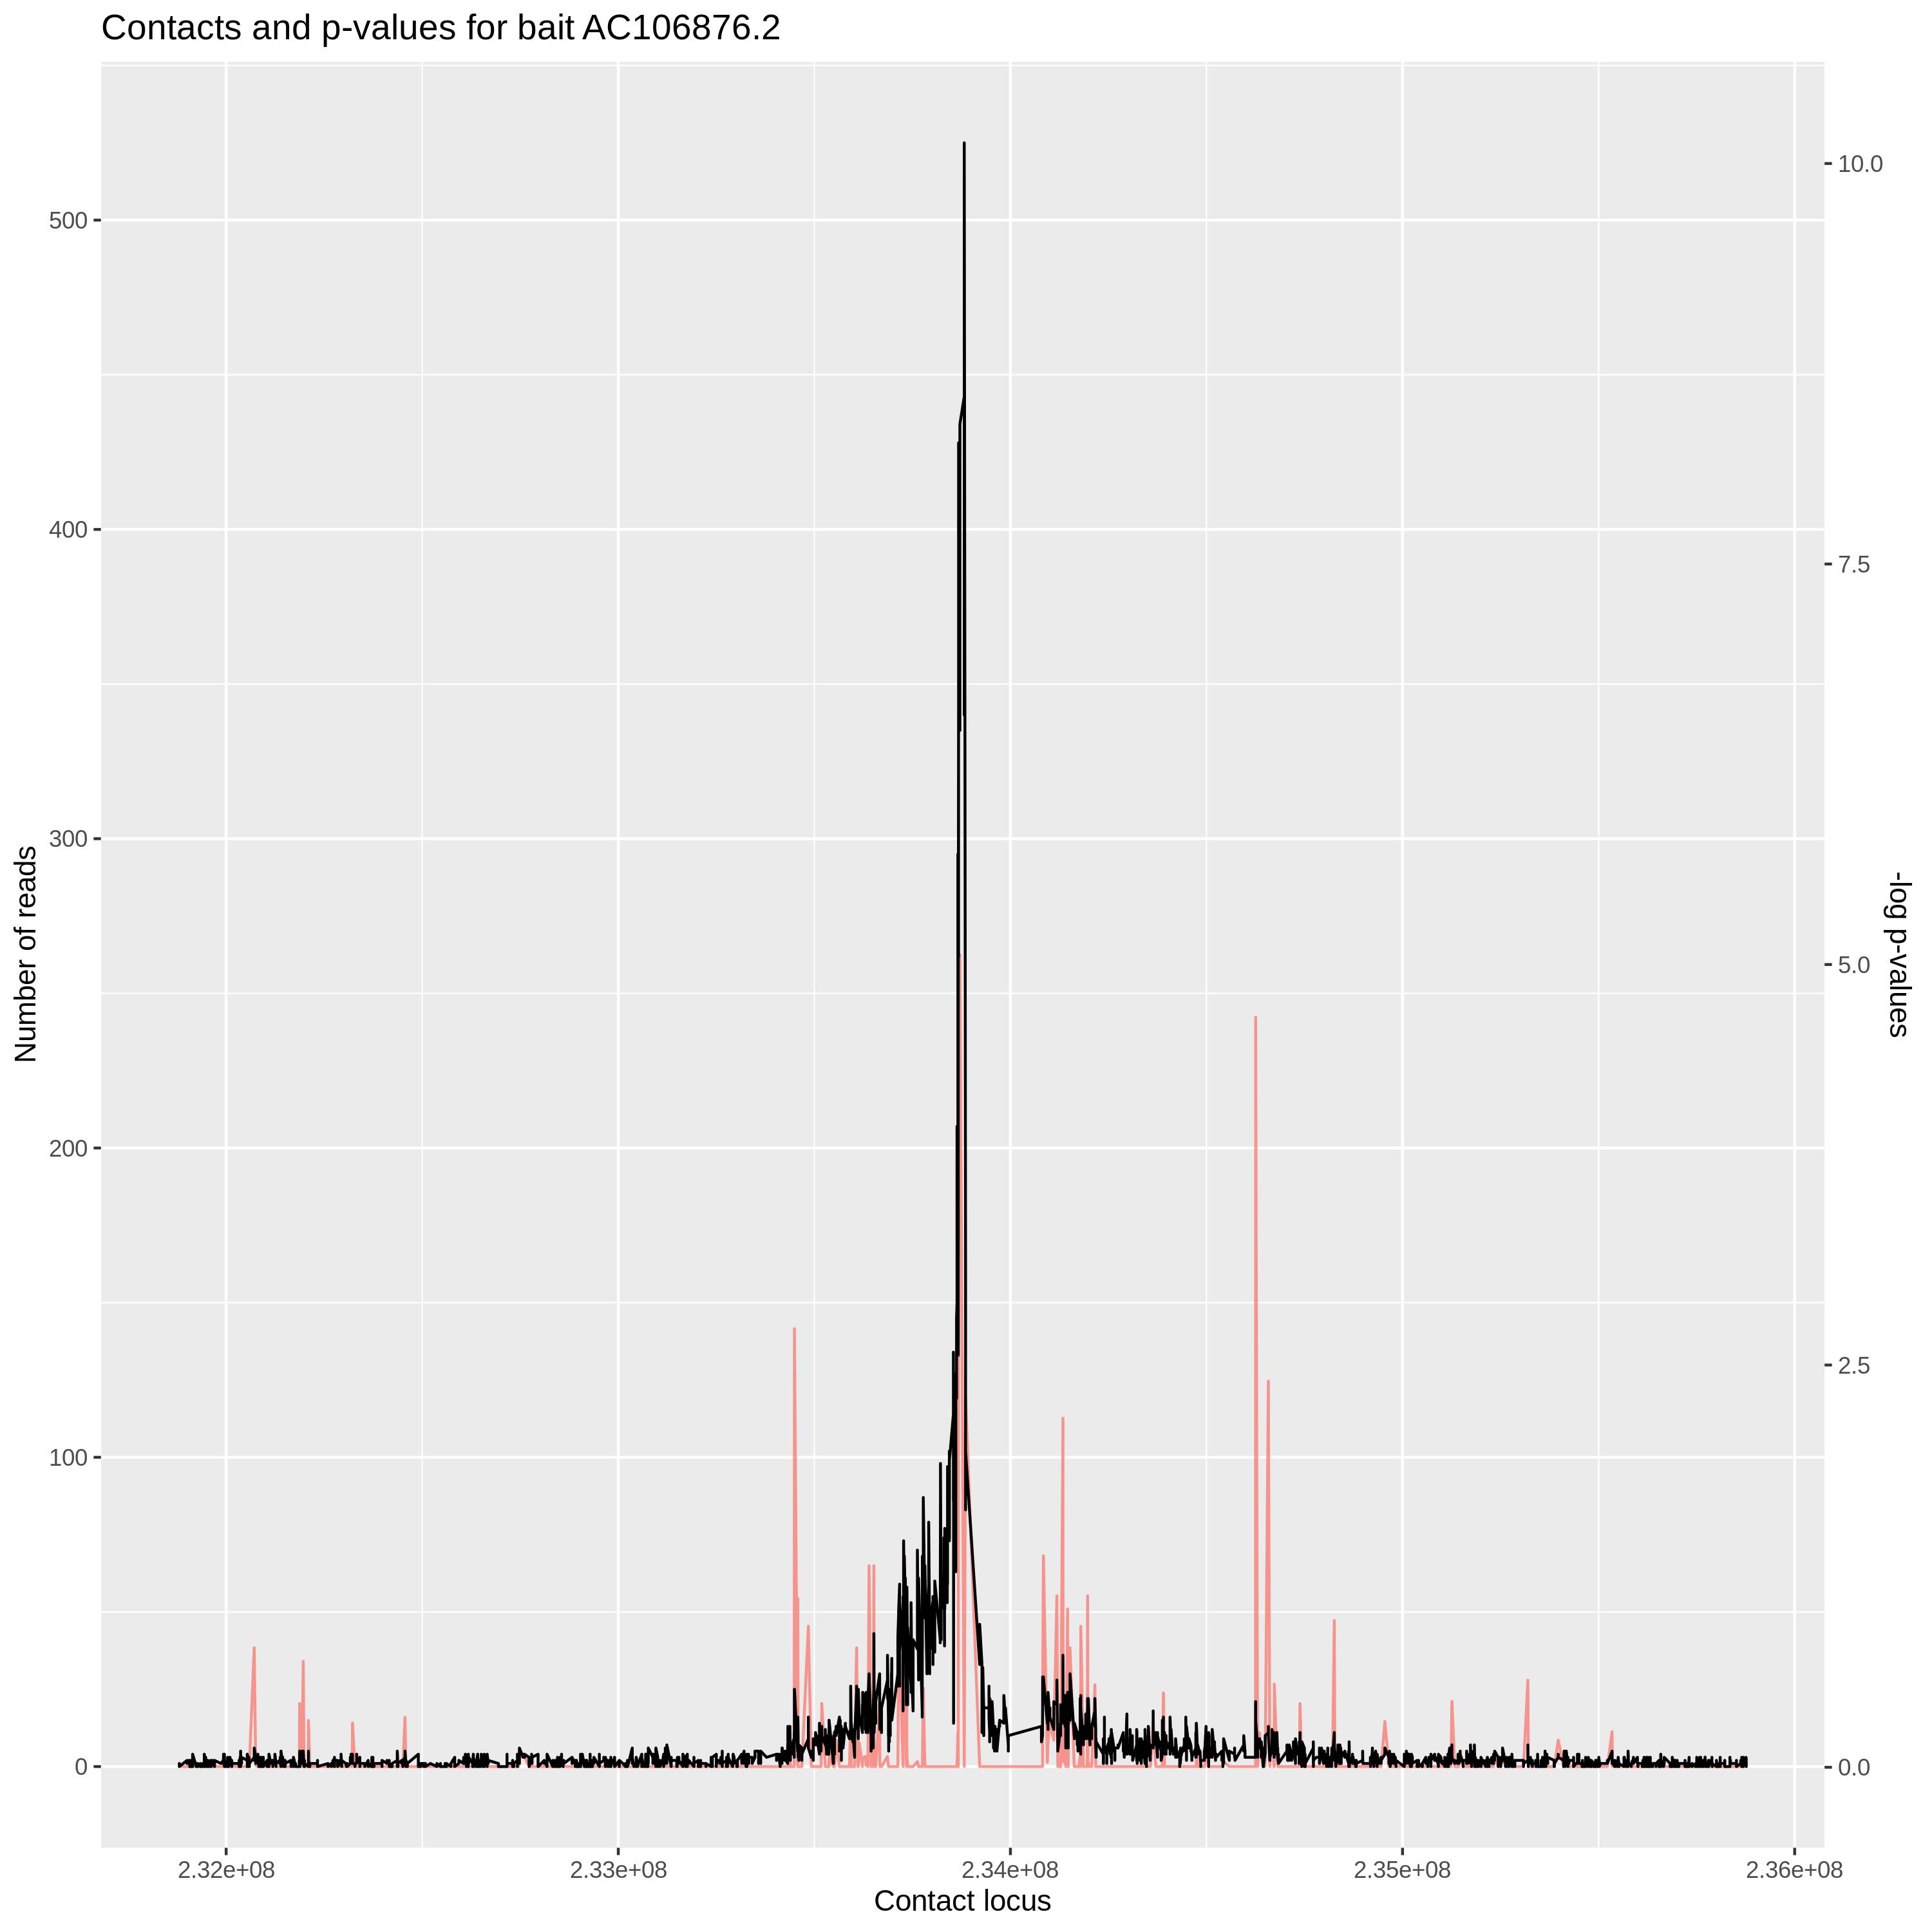 Contacts and p-values for bait AC106876.2
500
400
300
200
100
0
Number of reads
10.0
7.5
5.0
2.5
0.0
-log p-values
2.32e+08 2.33e+08 2.34e+08 2.35e+08 2.36e+08
Contact locus